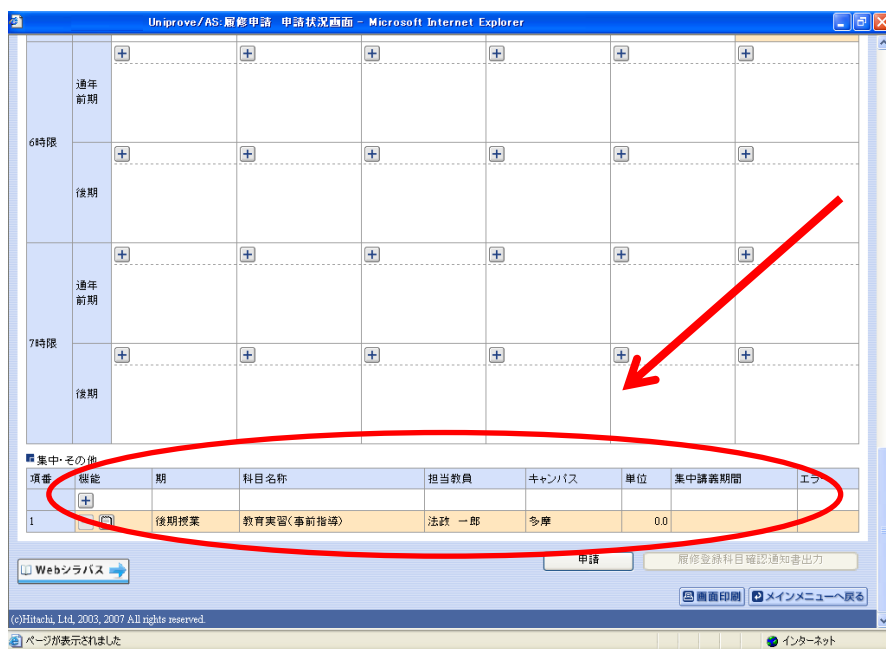 Uniprove/AS:履修申請 申請状況画面 - Microsoft Internet Explorer
通年
前期
6時限
後期
通年
前期
7時限
後期
集中・その他
項番 機能 期 科目名称 担当教員 キャンパス 単位 集中講義期間 エラー
1 後期授業 教育実習(事前指導) 法政 一郎 多摩 0.0
申請 履修登録科目確認通知書出力
Webシラバス
画面印刷 メインメニューへ戻る
(c)Hitachi, Ltd, 2003, 2007 All rights reserved.
ページが表示されました インターネット